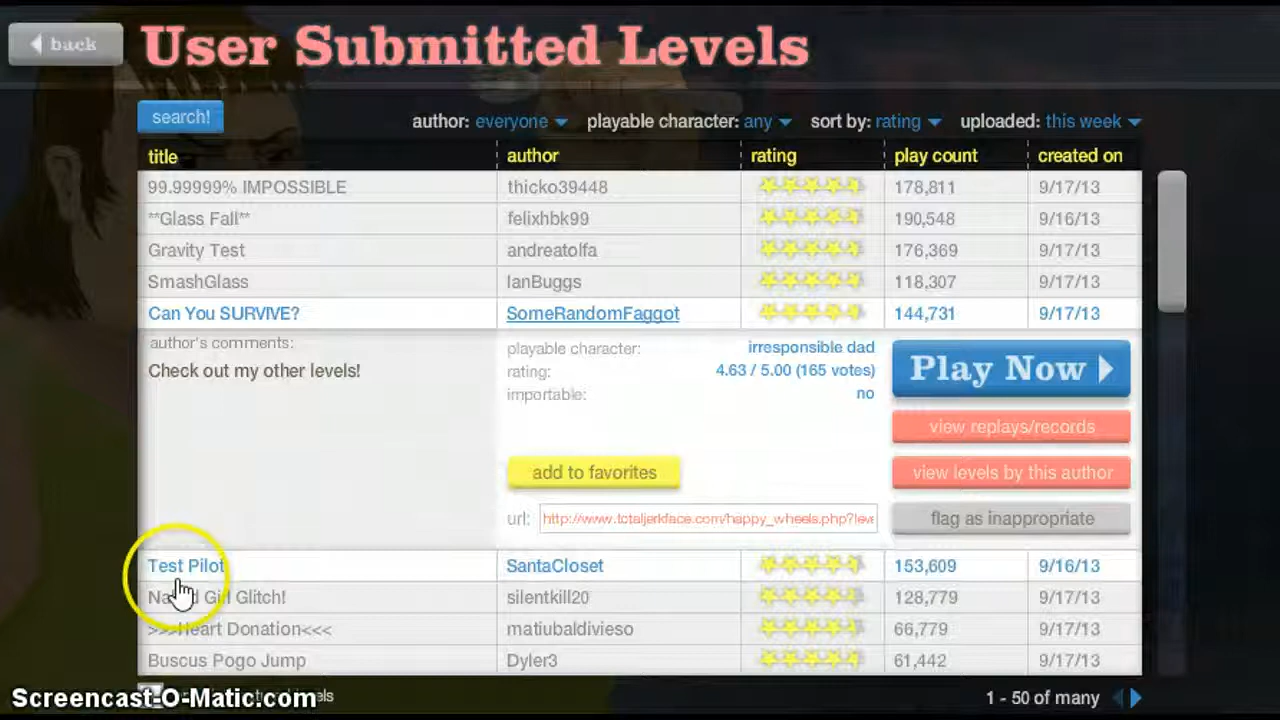 back
User Submitted Levels
search!
author: everyone playable character: any sort by: rating uploaded: this week
title author rating play count created on
99.99999% IMPOSSIBLE thicko39448 178,811 9/17/13
**Glass Fall** felixhbk99 190,548 9/16/13
Gravity Test andreatolfa 176,369 9/17/13
SmashGlass IanBuggs 118,307 9/17/13
Can You SURVIVE? SomeRandomFaggot 144,731 9/17/13
author's comments:
Check out my other levels!
playable character: irresponsible dad
rating: 4.63 / 5.00 (165 votes)
importable: no
Play Now
view replays/records
add to favorites
view levels by this author
url: http://www.totaljerkface.com/happy_wheels.php?leve
flag as inappropriate
Test Pilot SantaCloset 153,609 9/16/13
Girl Glitch! silentkill20 128,779 9/17/13
>>>Heart Donation<<< matiubaldivieso 66,779 9/17/13
Buscus Pogo Jump Dyler3 61,442 9/17/13
Screencast-O-Matic.com
1 - 50 of many